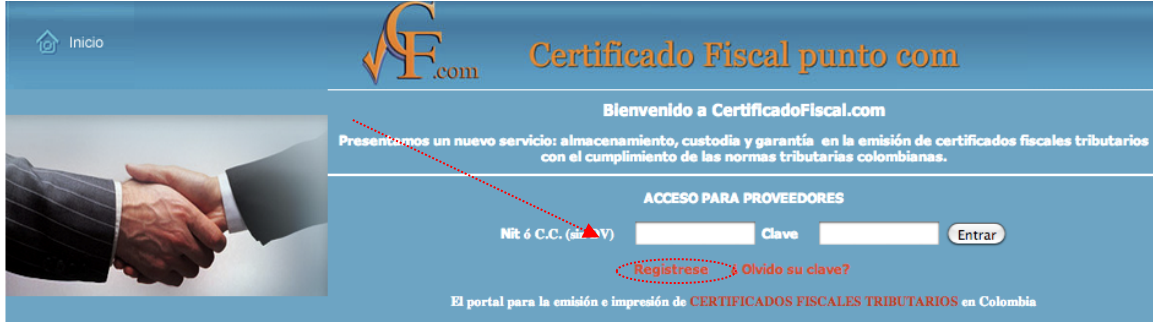 Inicio
CF.com
Certificado Fiscal punto com
Bienvenido a CertificadoFiscal.com
Presentamos un nuevo servicio: almacenamiento, custodia y garantía en la emisión de certificados fiscales tributarios
con el cumplimiento de las normas tributarias colombianas.
ACCESO PARA PROVEEDORES
Nit ó C.C. (sin DV) Clave Entrar
Registrese / Olvido su clave?
El portal para la emisión e impresión de CERTIFICADOS FISCALES TRIBUTARIOS en Colombia